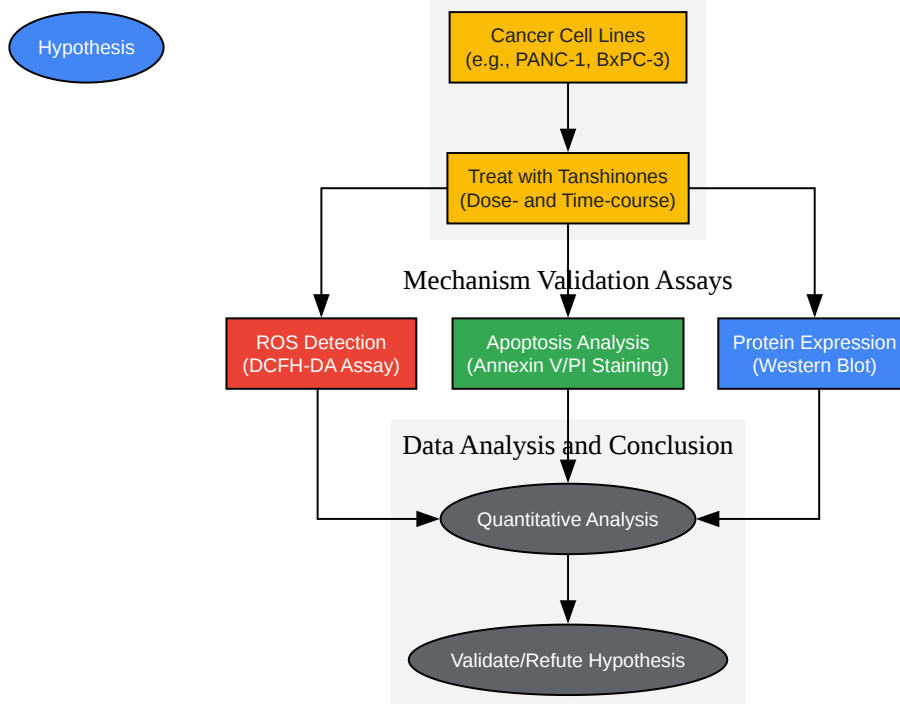 Hypothesis
Cancer Cell Lines
(e.g., PANC-1, BxPC-3)
Treat with Tanshinones
(Dose- and Time-course)
Mechanism Validation Assays
ROS Detection
(DCFH-DA Assay)
Apoptosis Analysis
(Annexin V/PI Staining)
Protein Expression
(Western Blot)
Data Analysis and Conclusion
Quantitative Analysis
Validate/Refute Hypothesis